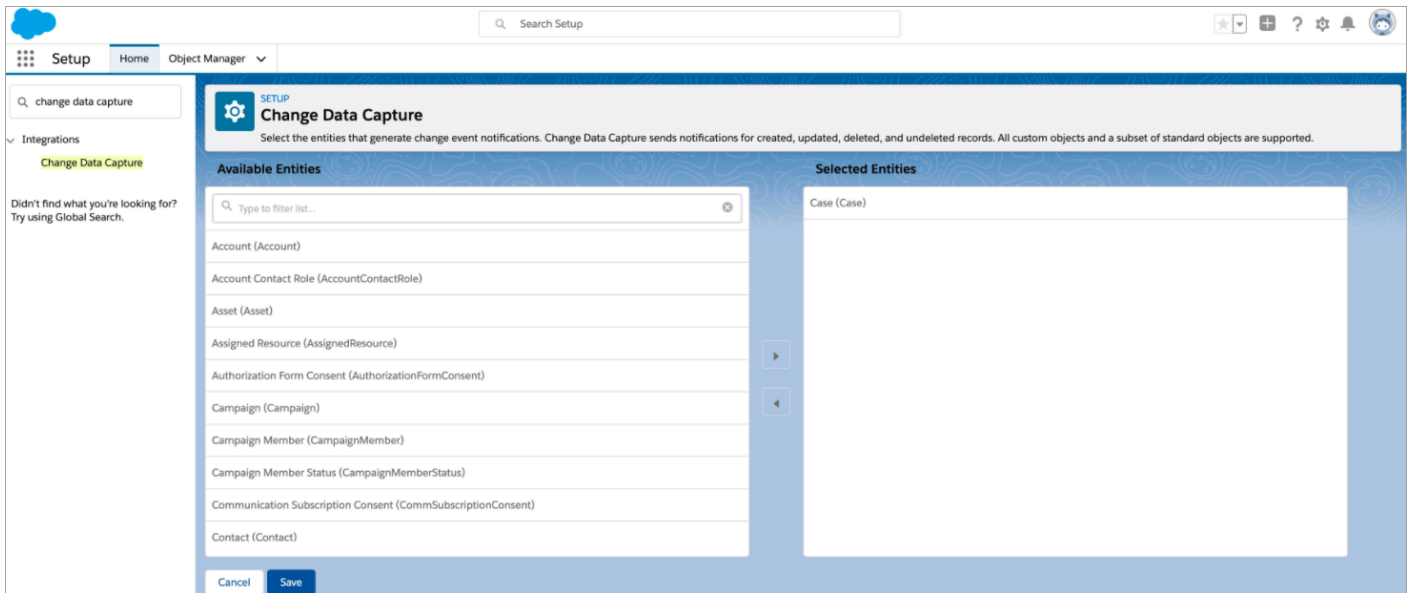 Search Setup
Setup
Home
Object Manager
change data capture
Integrations
Change Data Capture
Didn't find what you're looking for?
Try using Global Search.
SETUP
Change Data Capture
Select the entities that generate change event notifications. Change Data Capture sends notifications for created, updated, deleted, and undeleted records. All custom objects and a subset of standard objects are supported.
Available Entities
Type to filter list...
Account (Account)
Account Contact Role (AccountContactRole)
Asset (Asset)
Assigned Resource (AssignedResource)
Authorization Form Consent (AuthorizationFormConsent)
Campaign (Campaign)
Campaign Member (CampaignMember)
Campaign Member Status (CampaignMemberStatus)
Communication Subscription Consent (CommSubscriptionConsent)
Contact (Contact)
Selected Entities
Case (Case)
Cancel
Save